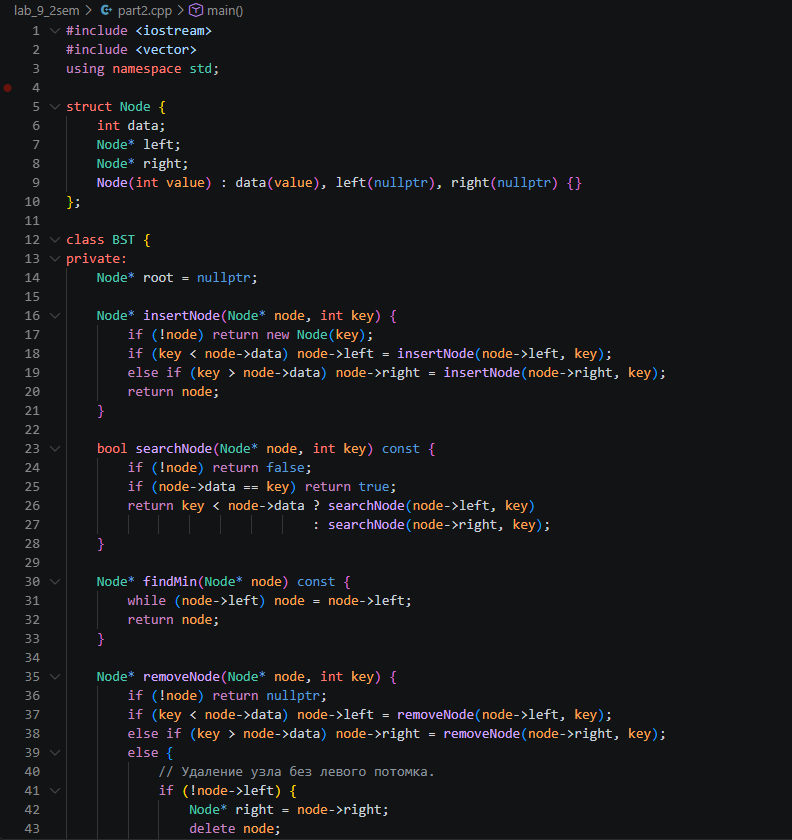 lab_9_2sem > part2.cpp > main()
1 #include <iostream>
2 #include <vector>
3 using namespace std;
4
5 struct Node {
6     int data;
7     Node* left;
8     Node* right;
9     Node(int value) : data(value), left(nullptr), right(nullptr) {}
10 };
11
12 class BST {
13 private:
14     Node* root = nullptr;
15
16     Node* insertNode(Node* node, int key) {
17         if (!node) return new Node(key);
18         if (key < node->data) node->left = insertNode(node->left, key);
19         else if (key > node->data) node->right = insertNode(node->right, key);
20         return node;
21     }
22
23     bool searchNode(Node* node, int key) const {
24         if (!node) return false;
25         if (node->data == key) return true;
26         return key < node->data ? searchNode(node->left, key)
27                                 : searchNode(node->right, key);
28     }
29
30     Node* findMin(Node* node) const {
31         while (node->left) node = node->left;
32         return node;
33     }
34
35     Node* removeNode(Node* node, int key) {
36         if (!node) return nullptr;
37         if (key < node->data) node->left = removeNode(node->left, key);
38         else if (key > node->data) node->right = removeNode(node->right, key);
39         else {
40             // Удаление узла без левого потомка.
41             if (!node->left) {
42                 Node* right = node->right;
43                 delete node;